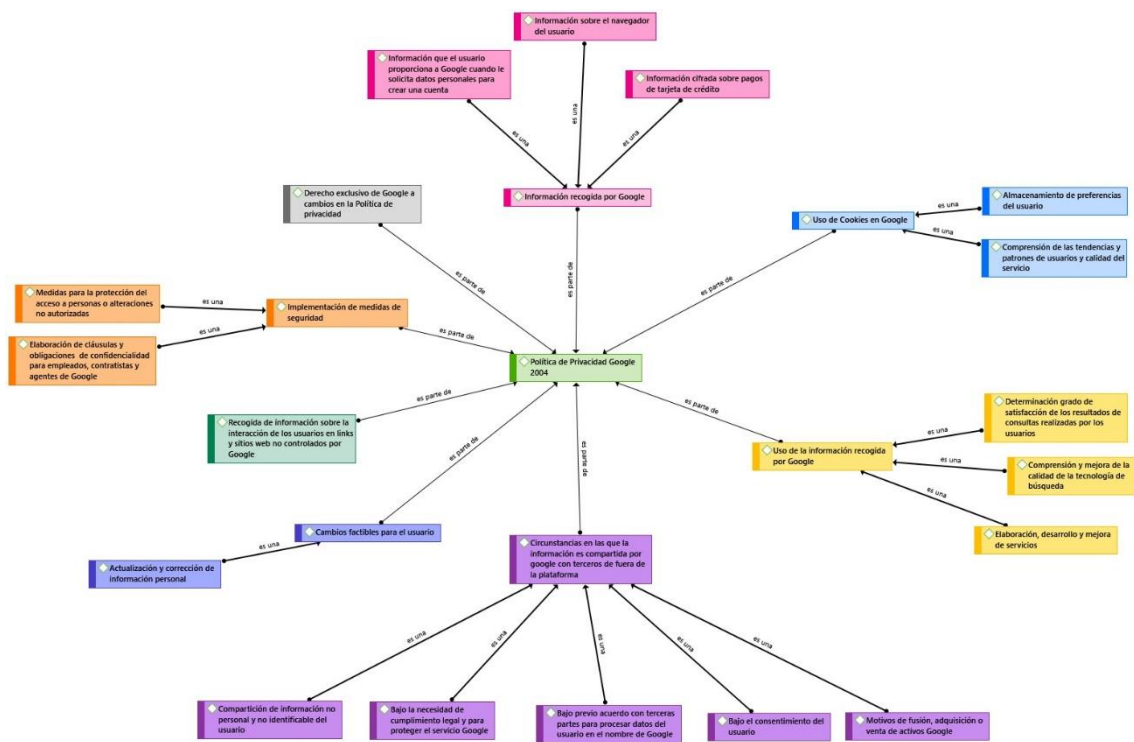 Información sobre el navegador
del usuario
Información que el usuario
proporciona a Google cuando le
solicita datos personales para
crear una cuenta
Información cifrada sobre pagos
de tarjeta de crédito
es una
es una
es una
Derecho exclusivo de Google a
cambios en la Política de
privacidad
Información recogida por Google
Almacenamiento de preferencias
del usuario
es una
Uso de Cookies en Google
es una
Comprensión de las tendencias y
patrones de usuarios y calidad del
servicio
es parte de
es parte de
es parte de
Medidas para la protección del
acceso a personas o alteraciones
no autorizadas
es una
Implementación de medidas de
seguridad
es una
Elaboración de cláusulas y
obligaciones de confidencialidad
para empleados, contratistas y
agentes de Google
es parte de
Política de Privacidad Google
2004
es parte de
Recogida de información sobre la
interacción de los usuarios en links
y sitios web no controlados por
Google
es parte de
es parte de
es parte de
Determinación grado de
satisfacción de los resultados de
consultas realizadas por los
usuarios
es una
Uso de la información recogida
por Google
es una
Comprensión y mejora de la
calidad de la tecnología de
búsqueda
es una
Elaboración, desarrollo y mejora
de servicios
Cambios factibles para el usuario
es una
Actualización y corrección de
información personal
Circunstancias en las que la
información es compartida por
google con terceros de fuera de
la plataforma
es una
es una
es una
es una
es una
Compartición de información no
personal y no identificable del
usuario
Bajo la necesidad de
cumplimiento legal y para
proteger el servicio Google
Bajo previo acuerdo con terceras
partes para procesar datos del
usuario en el nombre de Google
Bajo el consentimiento del
usuario
Motivos de fusión, adquisición o
venta de activos Google